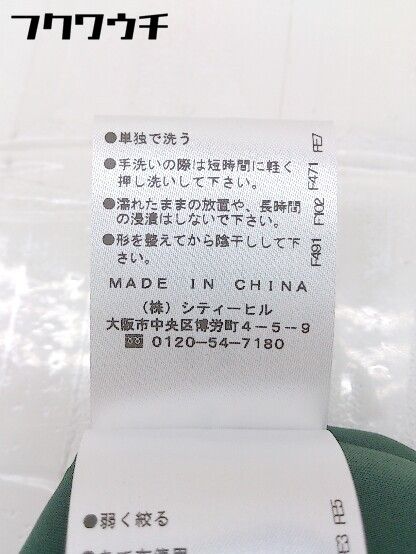 フクワウチ
●単独で洗う
●手洗いの際は短時間に軽く
押し洗いして下さい。
●濡れたままの放置や、長時間
の浸漬はしないで下さい。
●形を整えてから陰干しして下
さい。
MADE IN CHINA
(株) シティーヒル
大阪市中央区博労町4-5-9
0120-54-7180
F491 F102 F471 FE7
●弱く絞る
FE5